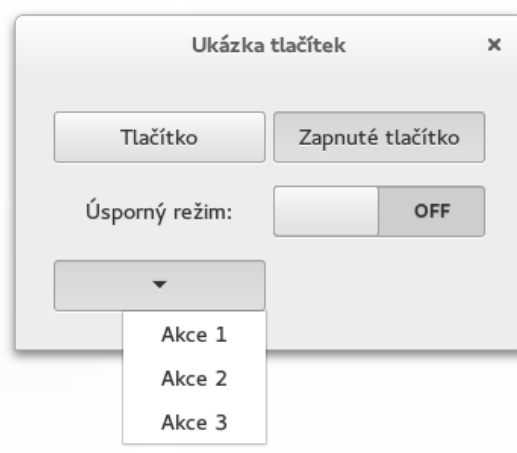 Ukázka tlačítek
Tlačítko
Zapnuté tlačítko
Úsporný režim:
OFF
Akce 1
Akce 2
Akce 3